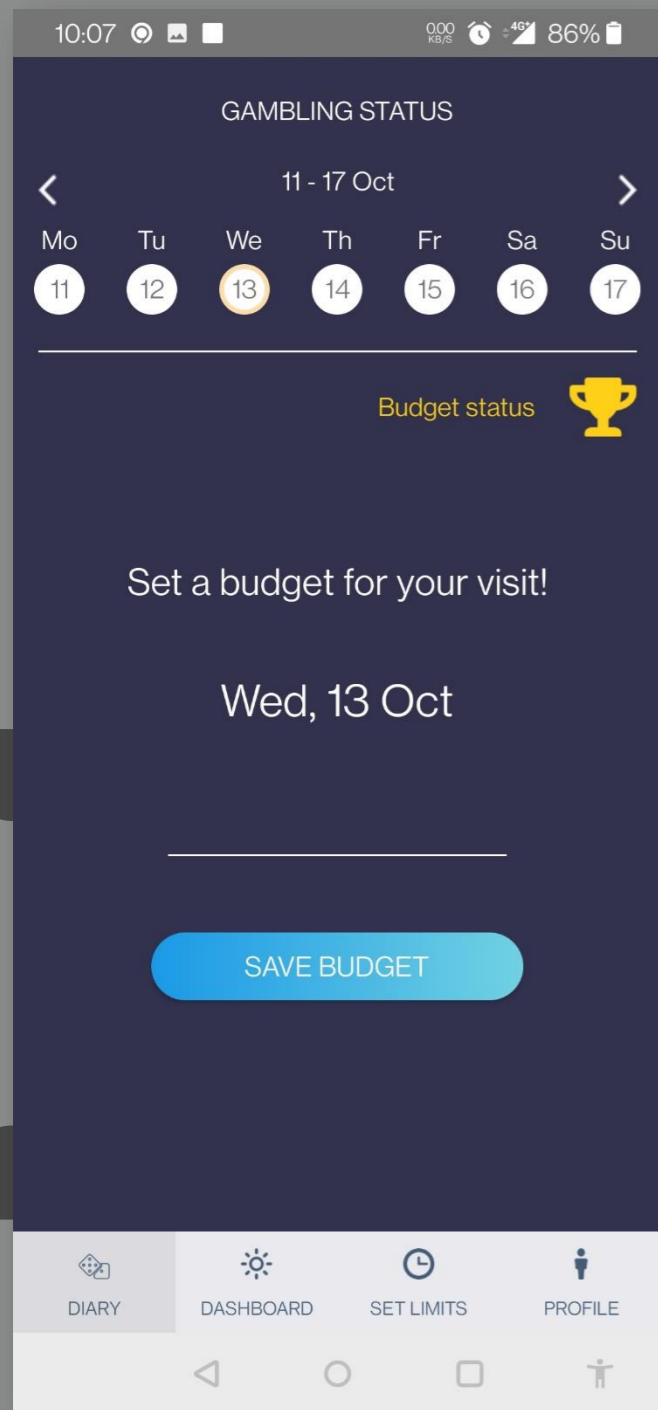 10:07 0.00 KB/S 4G+ 86%
GAMBLING STATUS
11 - 17 Oct
Mo Tu We Th Fr Sa Su
11 12 13 14 15 16 17
Budget status
Set a budget for your visit!
Wed, 13 Oct
SAVE BUDGET
DIARY DASHBOARD SET LIMITS PROFILE